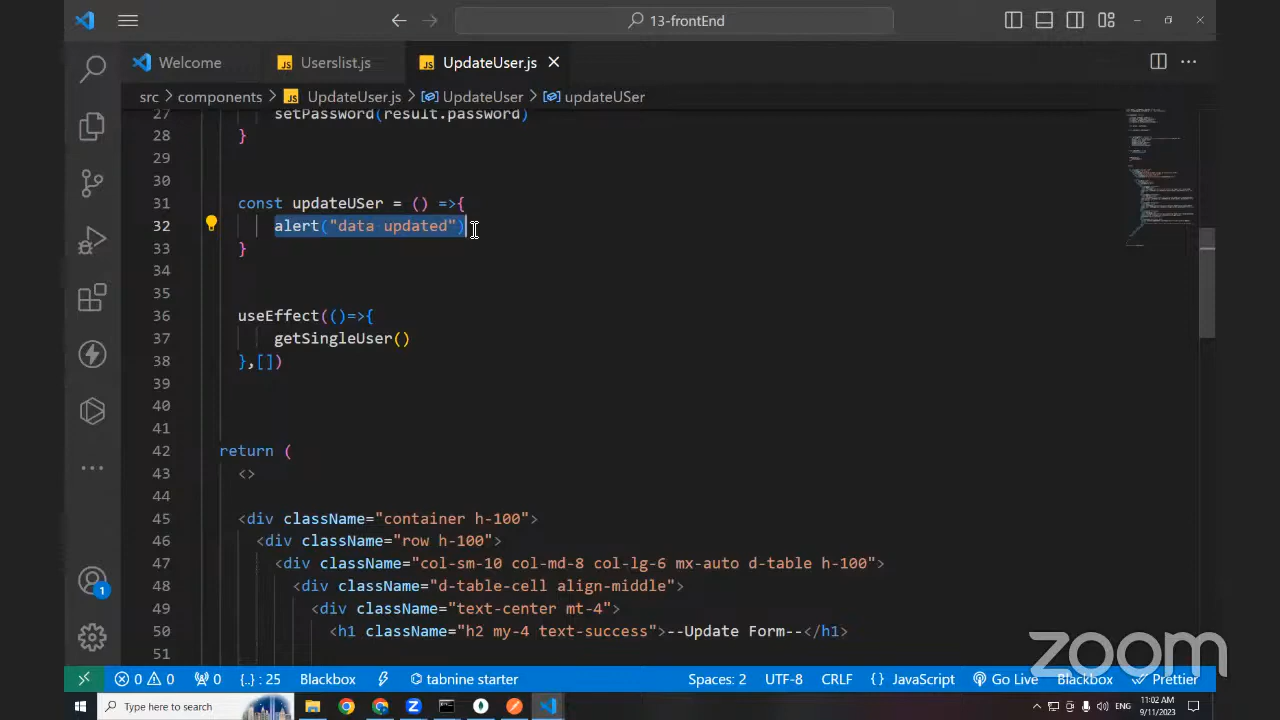 13-frontEnd
Welcome
Userslist.js
UpdateUser.js
src > components > UpdateUser.js > UpdateUser > updateUSer
27 setPassword(result.password)
28 }
29
30
31 const updateUSer = () =>{
32 alert("data updated")
33 }
34
35
36 useEffect(()=>{
37 getSingleUser()
38 },[])
39
40
41
42 return (
43 <>
44
45 <div className="container h-100">
46 <div className="row h-100">
47 <div className="col-sm-10 col-md-8 col-lg-6 mx-auto d-table h-100">
48 <div className="d-table-cell align-middle">
49 <div className="text-center mt-4">
50 <h1 className="h2 my-4 text-success">--Update Form--</h1>
51
1
zoom
0 0 0 {..} : 25 Blackbox tabnine starter Spaces: 2 UTF-8 CRLF {} JavaScript Go Live Blackbox Prettier
Type here to search
ENG
11:02 AM
9/11/2023